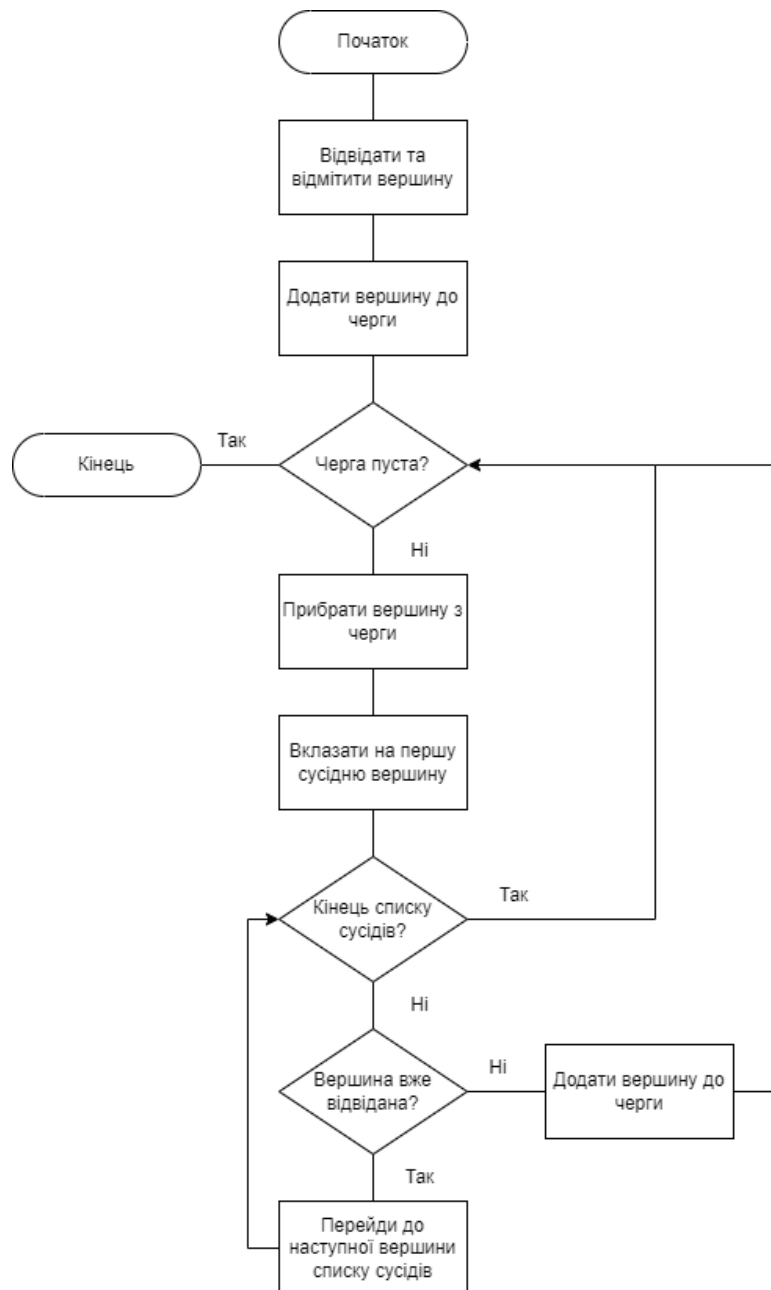 Початок
Відвідати та
відмітити вершину
Додати вершину до
черги
Так
Кінець
Черга пуста?
Ні
Прибрати вершину з
черги
Вклазати на першу
сусідню вершину
Кінець списку
сусідів?
Так
Ні
Вершина вже
відвідана?
Ні
Додати вершину до
черги
Так
Перейди до
наступної вершини
списку сусідів